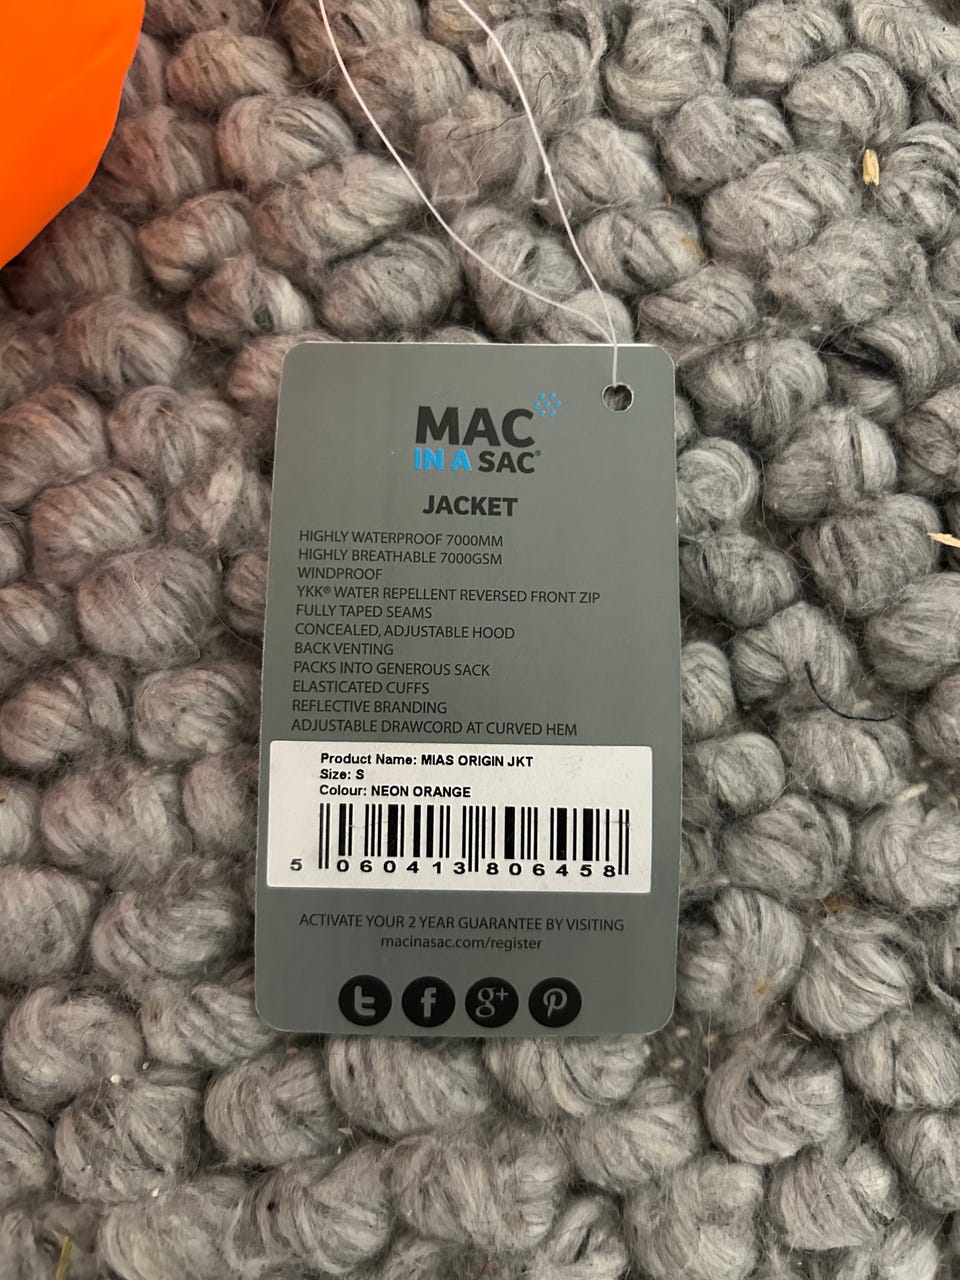 MAC
IN A SAC®
JACKET
HIGHLY WATERPROOF 7000MM
HIGHLY BREATHABLE 7000GSM
WINDPROOF
YKK® WATER REPELLENT REVERSED FRONT ZIP
FULLY TAPED SEAMS
CONCEALED, ADJUSTABLE HOOD
BACK VENTING
PACKS INTO GENEROUS SACK
ELASTICATED CUFFS
REFLECTIVE BRANDING
ADJUSTABLE DRAWCORD AT CURVED HEM
Product Name: MIAS ORIGIN JKT
Size: S
Colour: NEON ORANGE
5 060413 806458
ACTIVATE YOUR 2 YEAR GUARANTEE BY VISITING
macinasac.com/register
t f g+ p